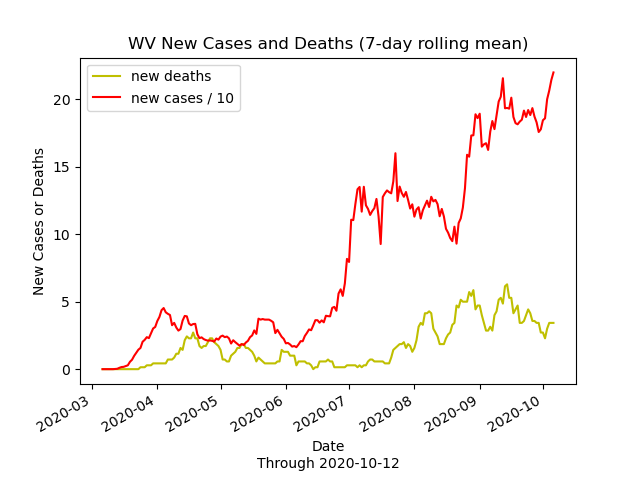 WV New Cases and Deaths (7-day rolling mean)
new deaths
new cases / 10
New Cases or Deaths
20
15
10
5
0
2020-03
2020-04
2020-05
2020-06
2020-07
2020-08
2020-09
2020-10
Date
Through 2020-10-12